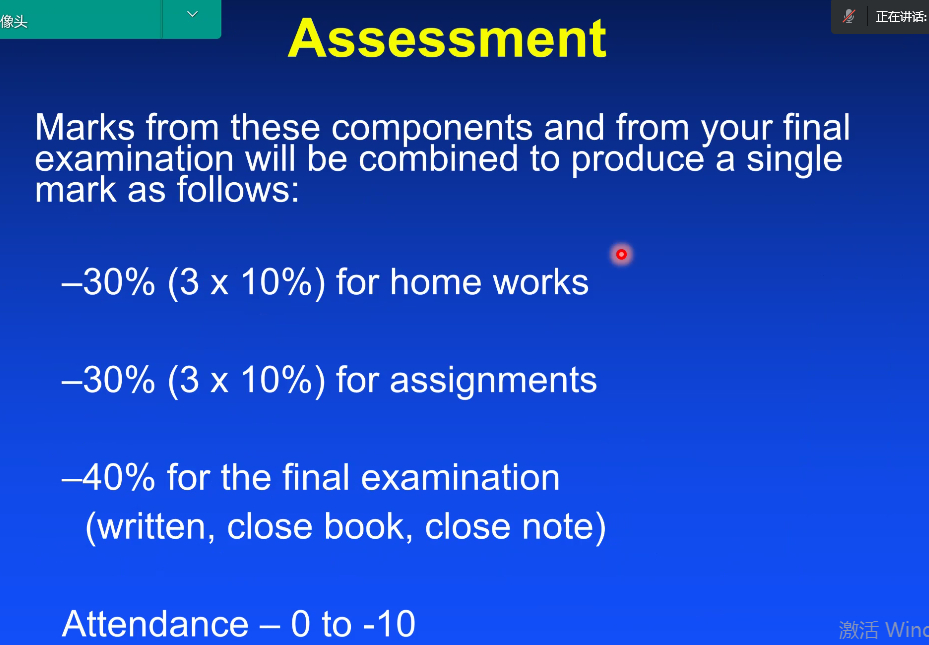 像头
正在讲话:
Assessment
Marks from these components and from your final
examination will be combined to produce a single
mark as follows:
–30% (3 x 10%) for home works
–30% (3 x 10%) for assignments
–40% for the final examination
(written, close book, close note)
Attendance – 0 to -10
激活 Wind